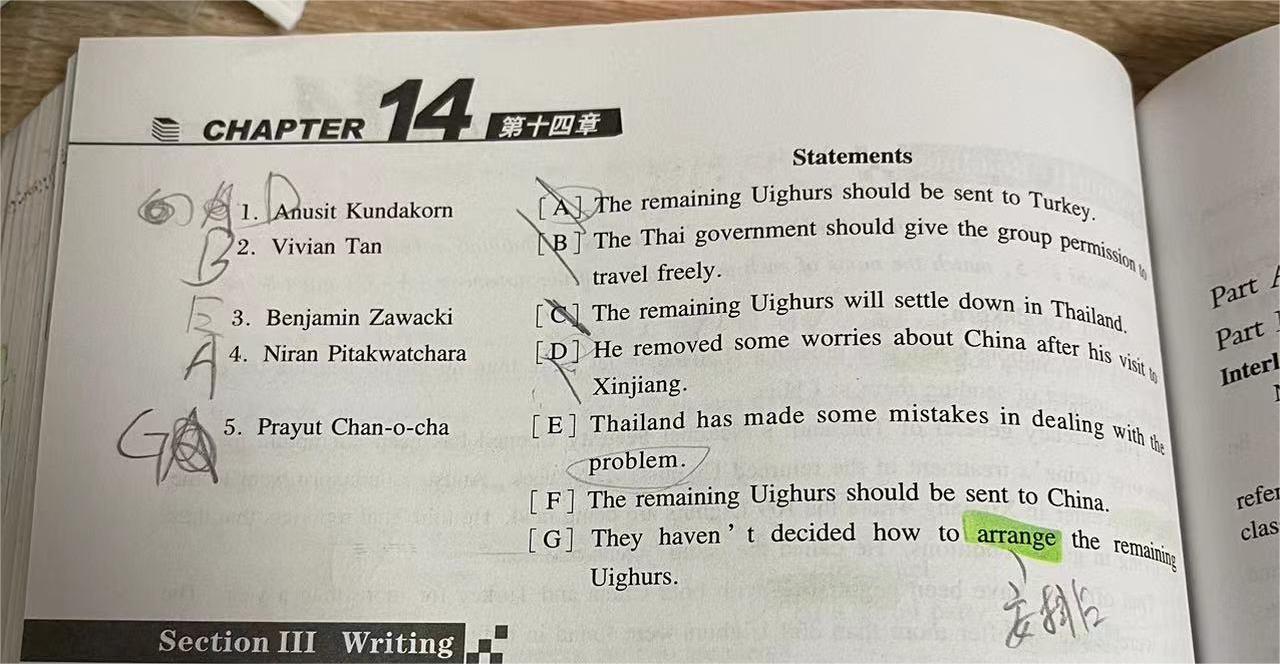 CHAPTER 14 第十四章
Statements
D 1. Anusit Kundakorn
[A] The remaining Uighurs should be sent to Turkey.
B 2. Vivian Tan
[B] The Thai government should give the group permission to
travel freely.
E 3. Benjamin Zawacki
[C] The remaining Uighurs will settle down in Thailand.
A 4. Niran Pitakwatchara
[D] He removed some worries about China after his visit to
Xinjiang.
G 5. Prayut Chan-o-cha
[E] Thailand has made some mistakes in dealing with the
problem.
[F] The remaining Uighurs should be sent to China.
[G] They haven't decided how to arrange the remaining
Uighurs.
安排
Section III Writing
Part
Part
refer
clas